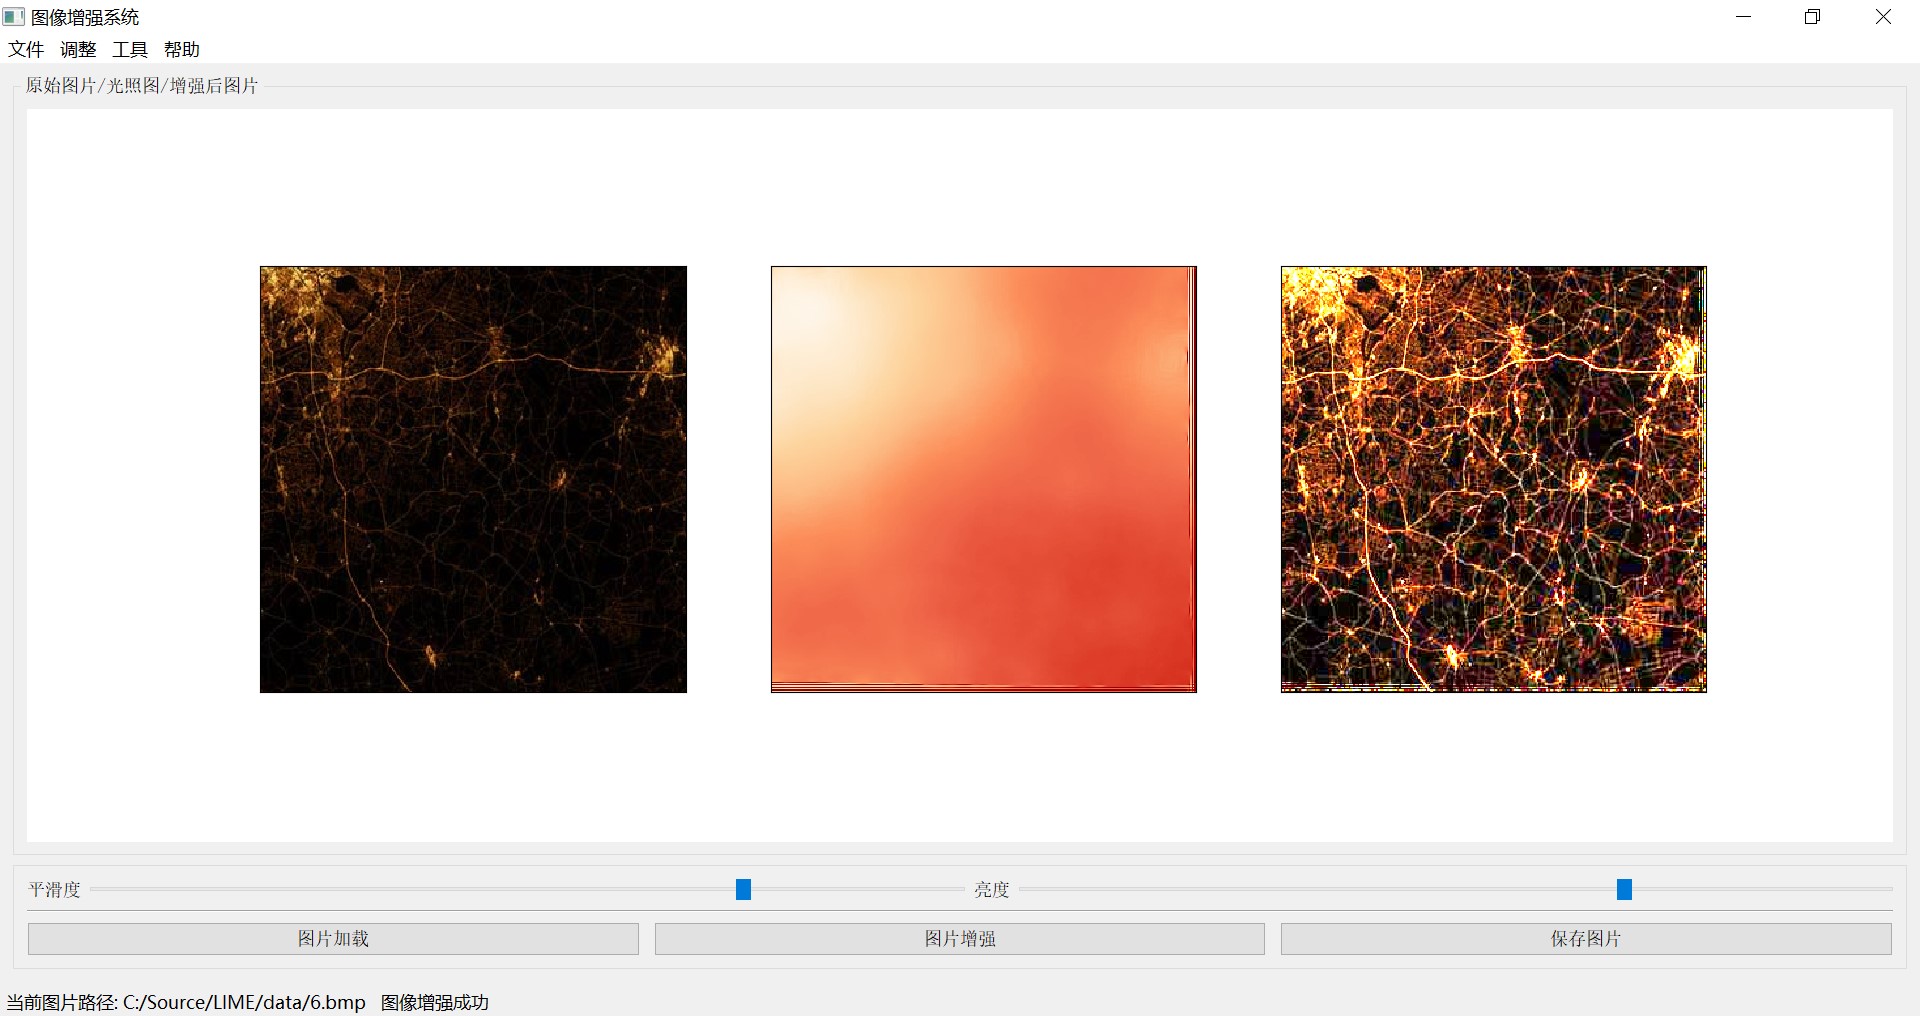 图像增强系统
文件 调整 工具 帮助
原始图片/光照图/增强后图片
平滑度 亮度
图片加载 图片增强 保存图片
当前图片路径: C:/Source/LIME/data/6.bmp 图像增强成功